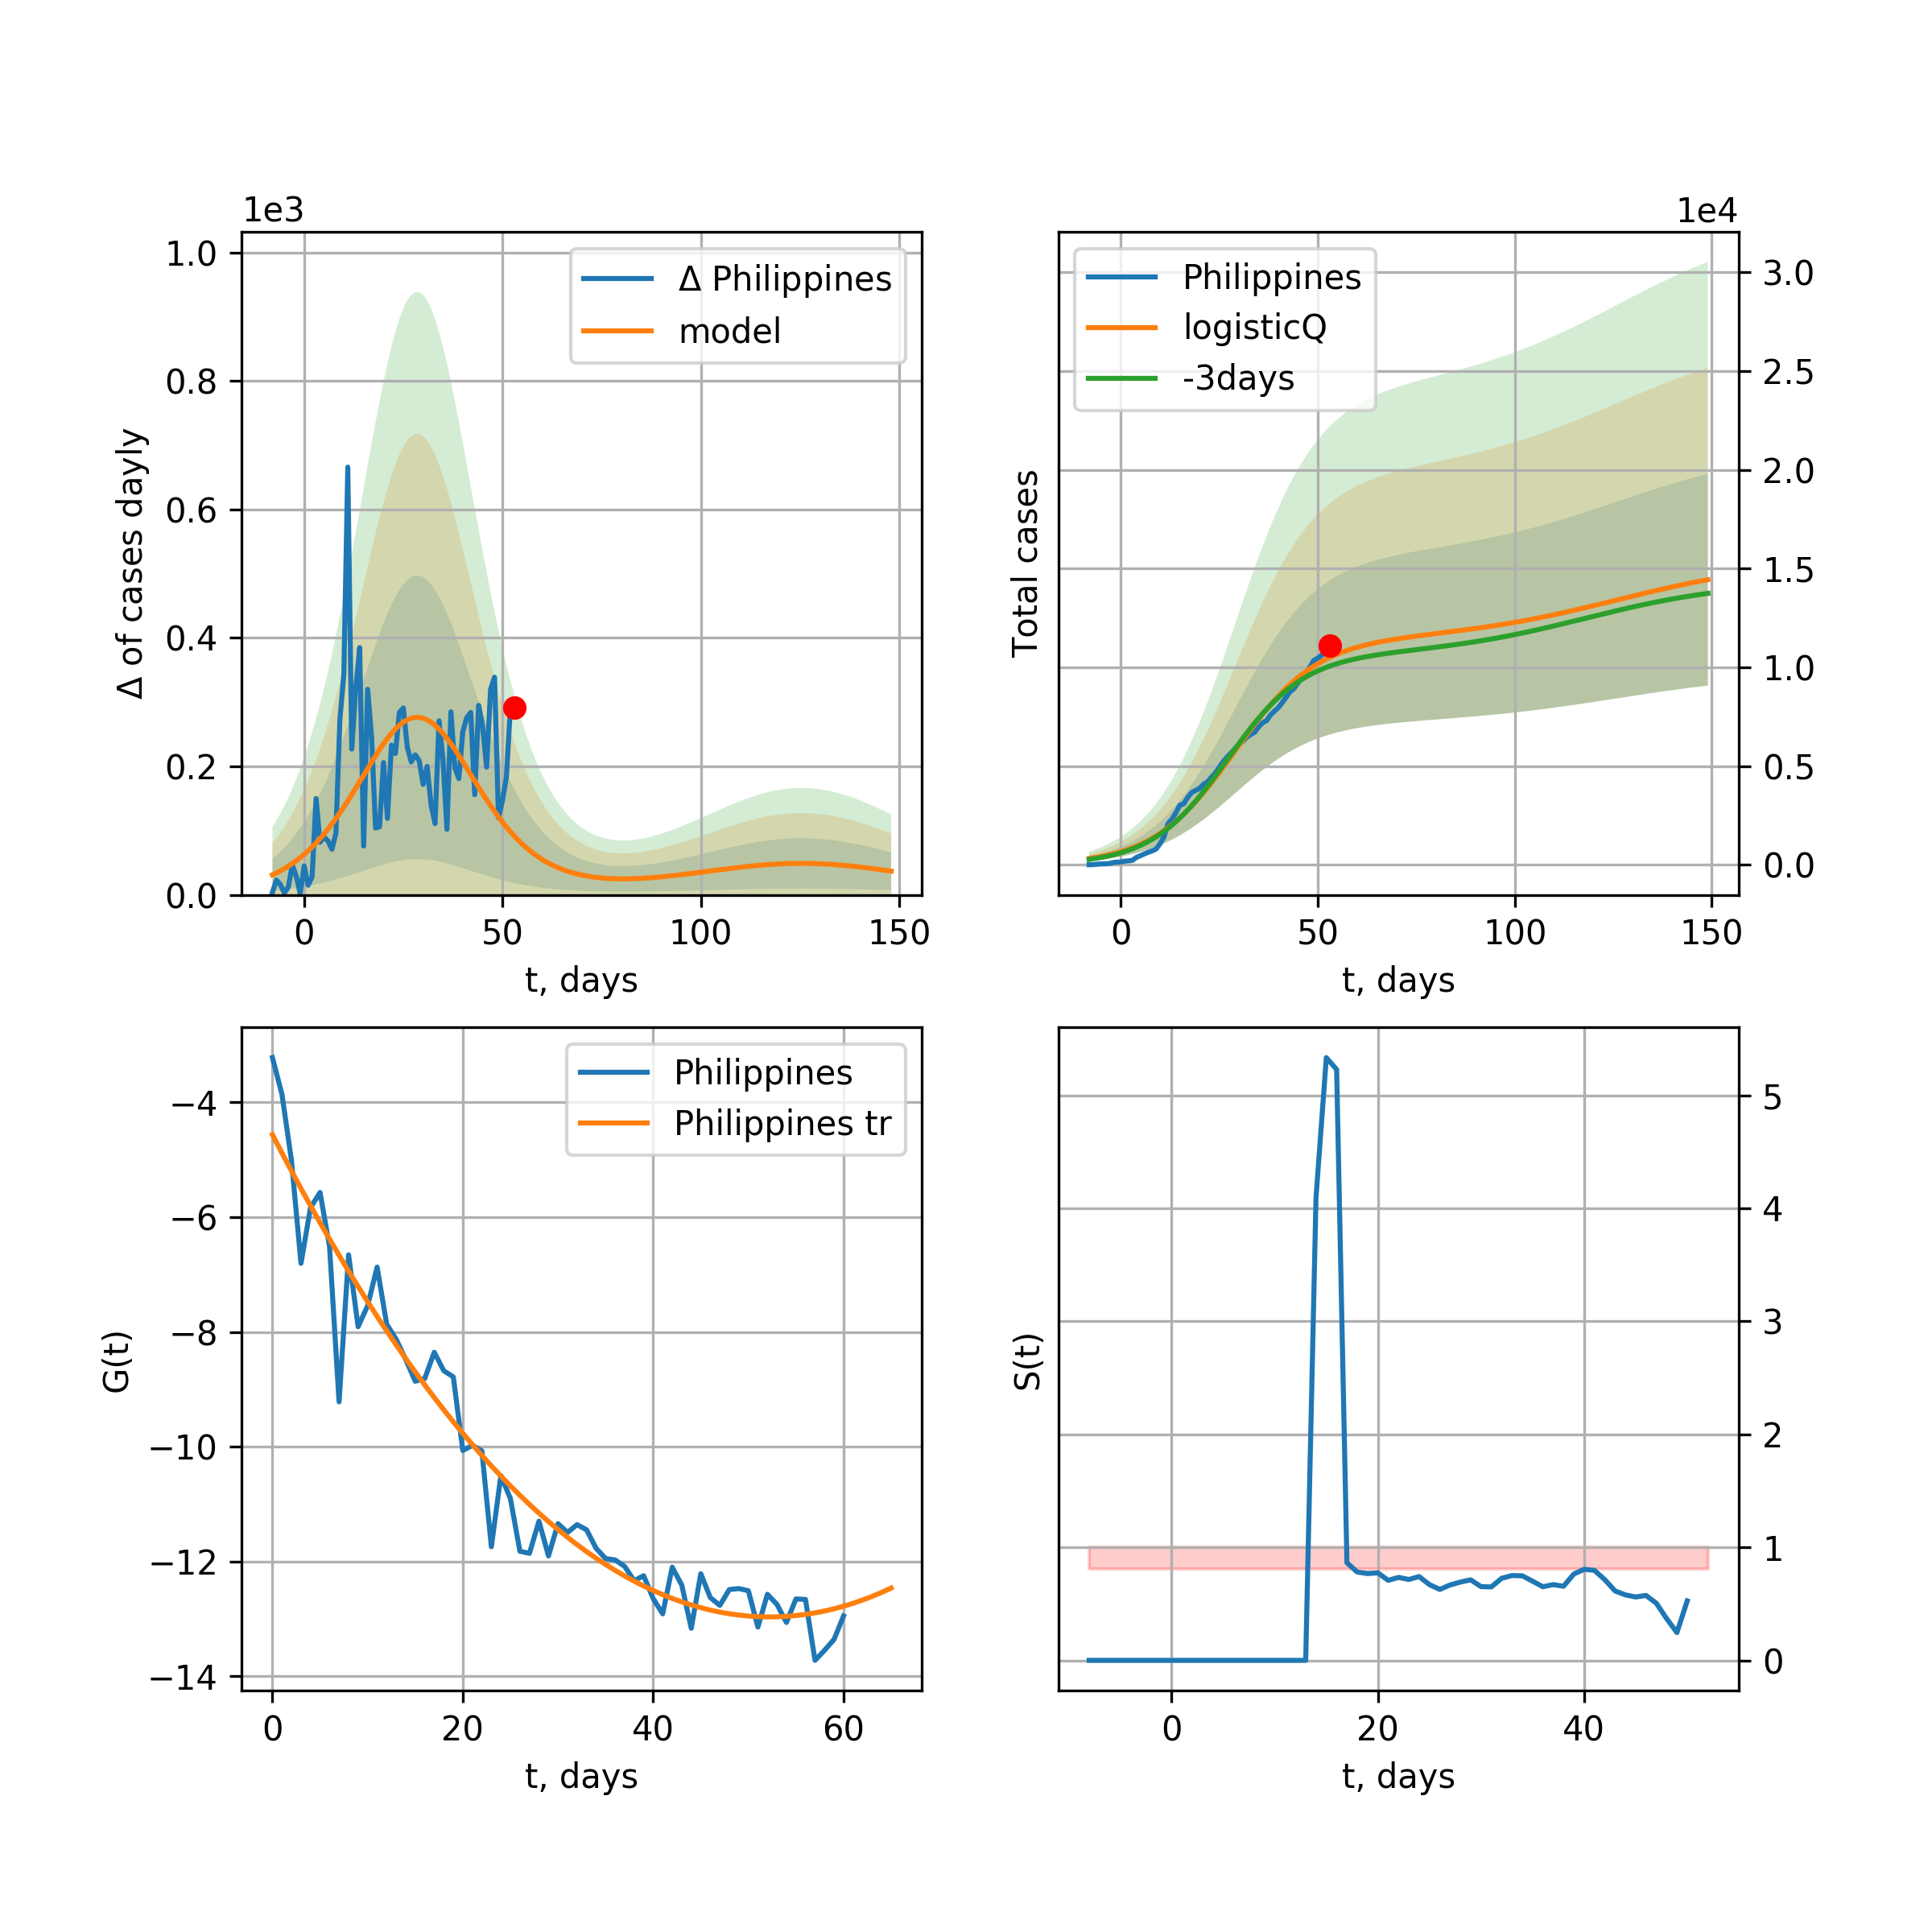 1e3
1.0
0.8
0.6
0.4
0.2
0.0
Δ of cases dayly
Δ Philippines
model
0 50 100 150
t, days
1e4
3.0
2.5
2.0
1.5
1.0
0.5
0.0
Total cases
Philippines
logisticQ
-3days
0 50 100 150
t, days
−4
−6
−8
−10
−12
−14
G(t)
Philippines
Philippines tr
0 20 40 60
t, days
5
4
3
2
1
0
S(t)
0 20 40
t, days